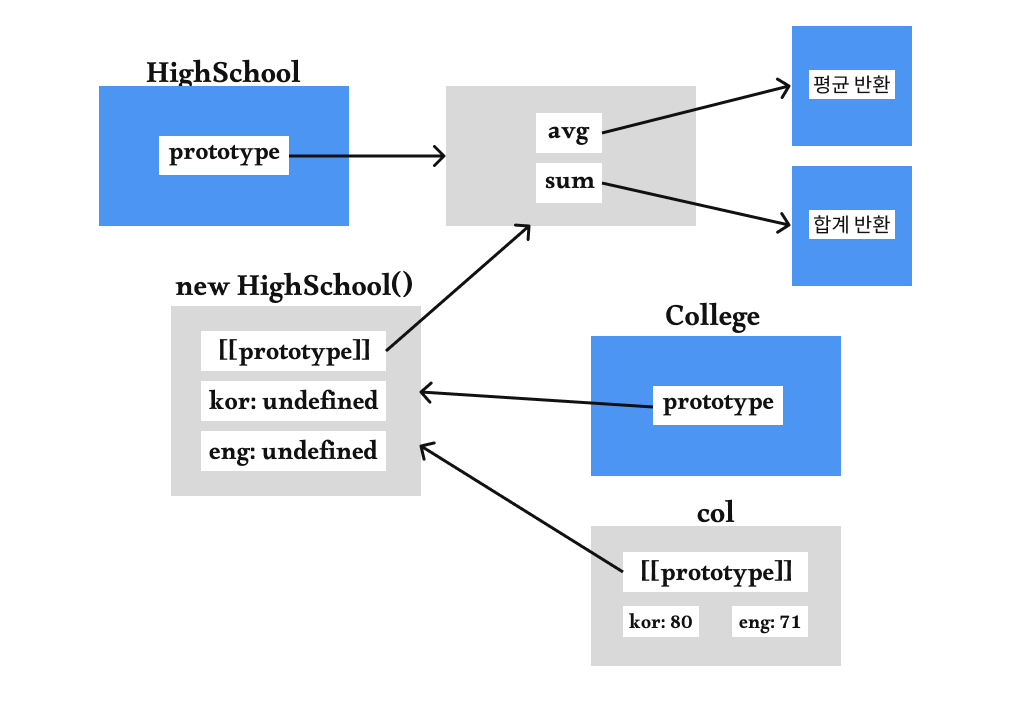 HighSchool
prototype
avg
sum
평균 반환
합계 반환
new HighSchool()
[[prototype]]
kor: undefined
eng: undefined
College
prototype
col
[[prototype]]
kor: 80
eng: 71